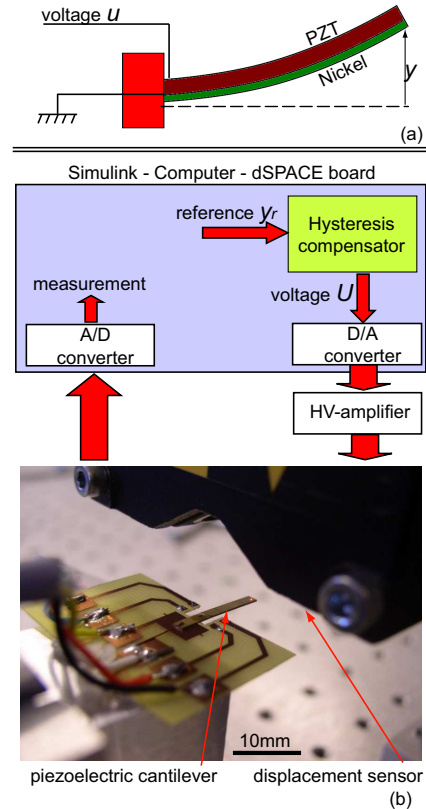 voltage u
PZT
Nickel
y
(a)
Simulink - Computer - dSPACE board
reference yr
Hysteresis
compensator
measurement
voltage U
A/D
converter
D/A
converter
HV-amplifier
10mm
piezoelectric cantilever
displacement sensor
(b)